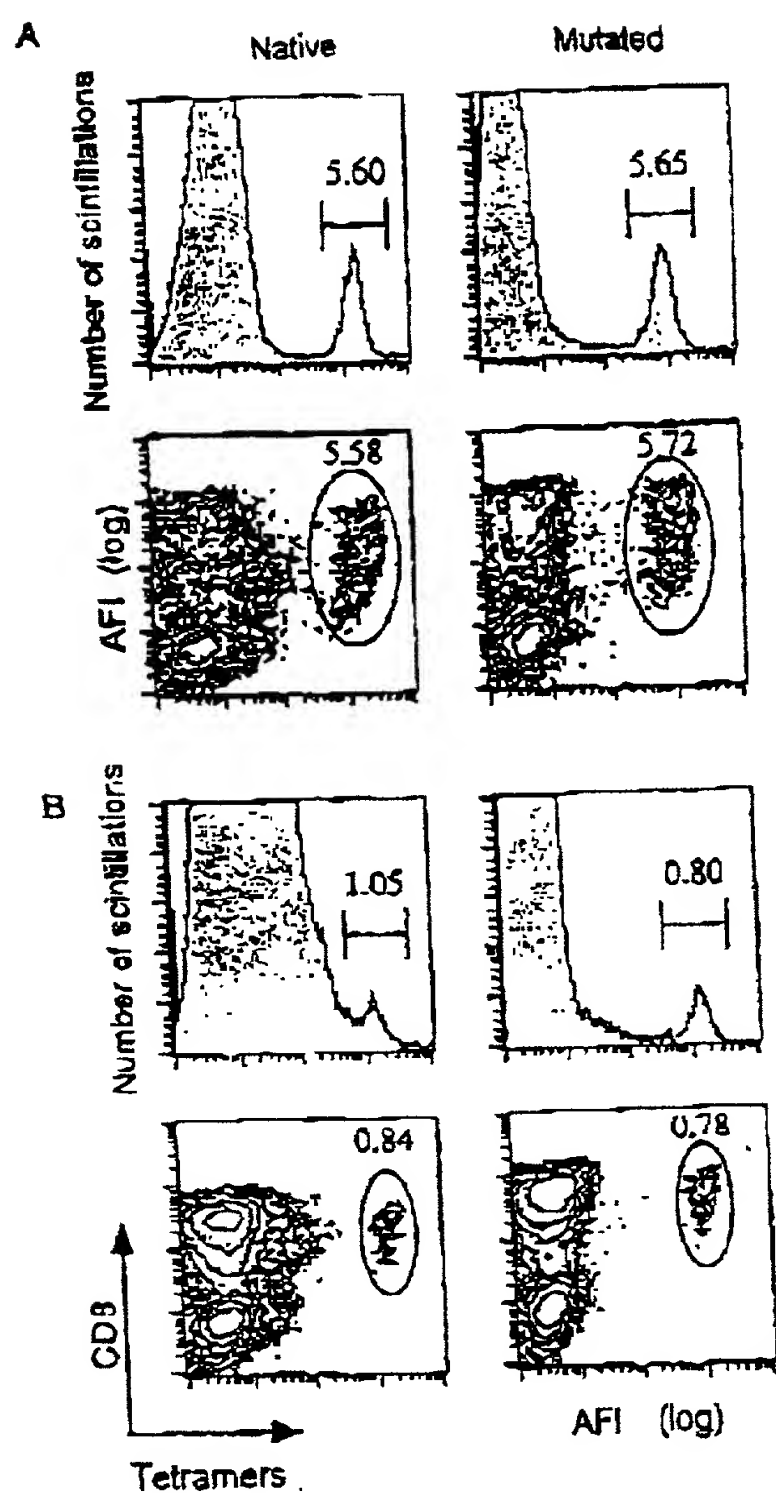 A
Native
Mutated
Number of scintillations
5.60
5.65
AFI (log)
5.58
5.72
B
Number of scintillations
1.05
0.80
CD8
0.84
0.78
Tetramers
AFI (log)